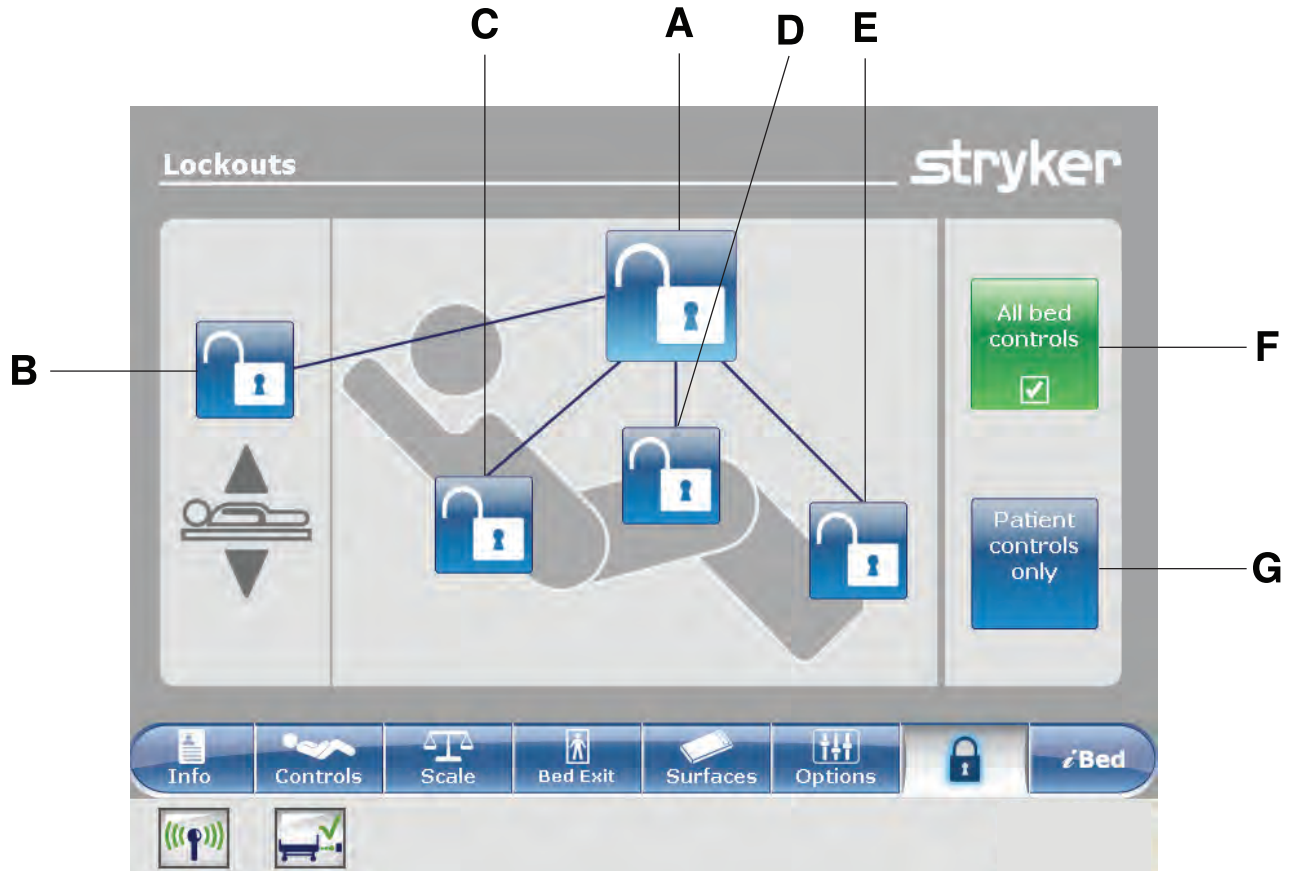 C
A
D
E
Lockouts
stryker
B
All bed
controls
F
Patient
controls
only
G
Info
Controls
Scale
Bed Exit
Surfaces
Options
iBed